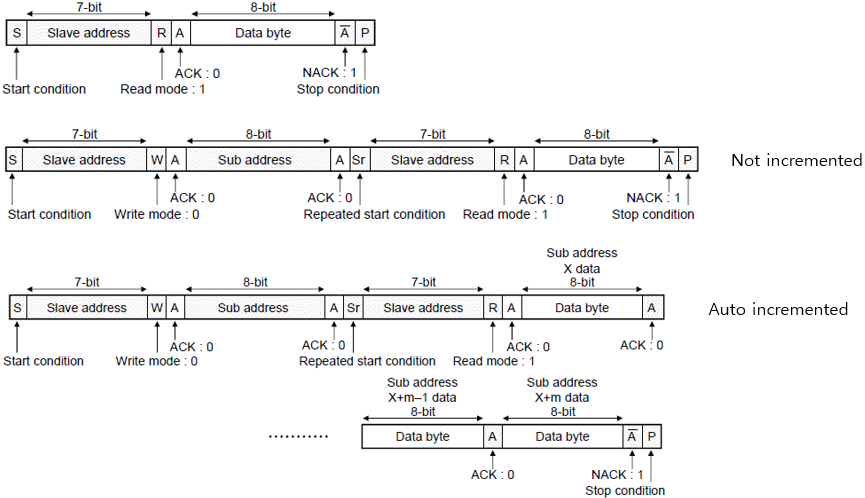 7-bit 8-bit
S Slave address R A Data byte A P
ACK : 0 NACK : 1
Start condition Read mode : 1 Stop condition
7-bit 8-bit 7-bit 8-bit
S Slave address W A Sub address A Sr Slave address R A Data byte A P Not incremented
ACK : 0 ACK : 0 ACK : 0 NACK : 1
Start condition Write mode : 0 Repeated start condition Read mode : 1 Stop condition
Sub address
X data
7-bit 8-bit 7-bit 8-bit
S Slave address W A Sub address A Sr Slave address R A Data byte A Auto incremented
ACK : 0 ACK : 0 ACK : 0 ACK : 0
Start condition Write mode : 0 Repeated start condition Read mode : 1
Sub address Sub address
X+m–1 data X+m data
8-bit 8-bit
Data byte A Data byte A P
ACK : 0 NACK : 1
Stop condition